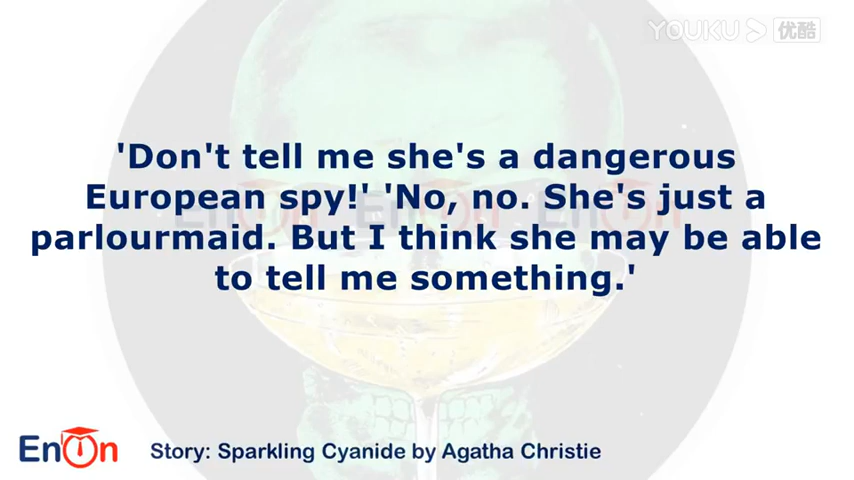 YOUKU 优酷
'Don't tell me she's a dangerous
European spy!' 'No, no. She's just a
parlourmaid. But I think she may be able
to tell me something.'
EnOn
Story: Sparkling Cyanide by Agatha Christie